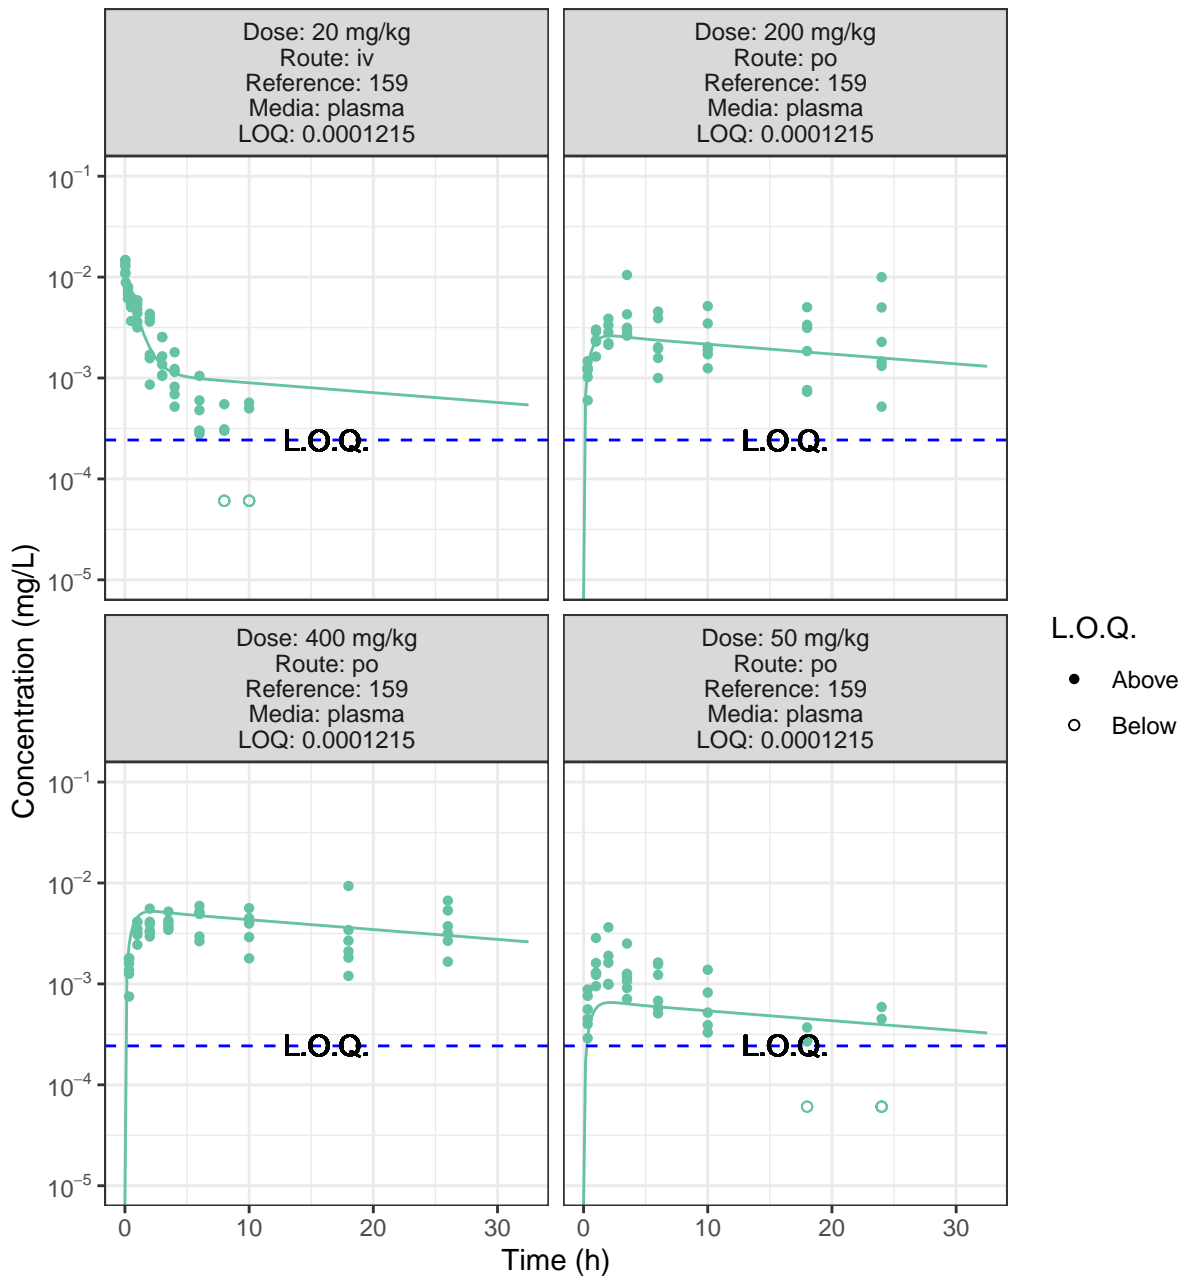 Dose: 20 mg/kg
Route: iv
Reference: 159
Media: plasma
LOQ: 0.0001215
Dose: 200 mg/kg
Route: po
Reference: 159
Media: plasma
LOQ: 0.0001215
10⁻¹
10⁻²
10⁻³
10⁻⁴
10⁻⁵
L.O.Q.
L.O.Q.
Dose: 400 mg/kg
Route: po
Reference: 159
Media: plasma
LOQ: 0.0001215
Dose: 50 mg/kg
Route: po
Reference: 159
Media: plasma
LOQ: 0.0001215
10⁻¹
10⁻²
10⁻³
10⁻⁴
10⁻⁵
L.O.Q.
L.O.Q.
0 10 20 30
0 10 20 30
Time (h)
Concentration (mg/L)
L.O.Q.
Above
Below